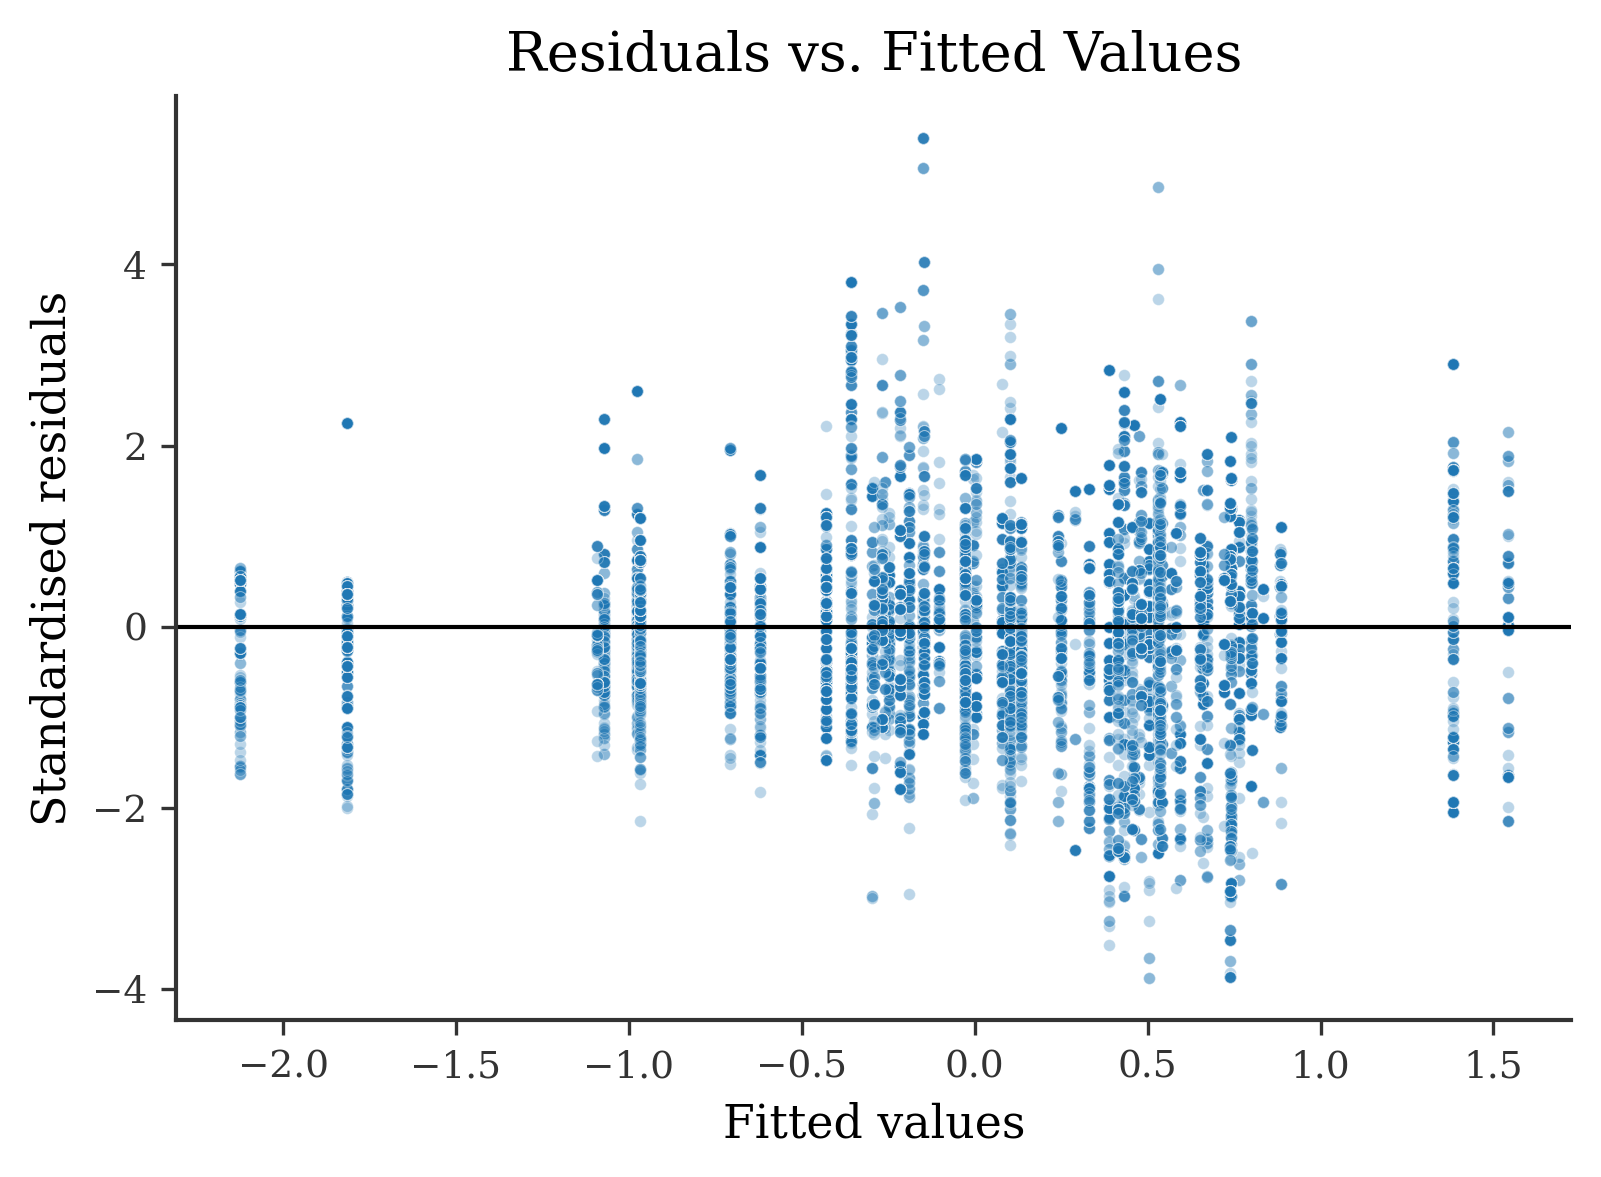 Residuals vs. Fitted Values
Standardised residuals
4
2
0
−2
−4
−2.0 −1.5 −1.0 −0.5 0.0 0.5 1.0 1.5
Fitted values